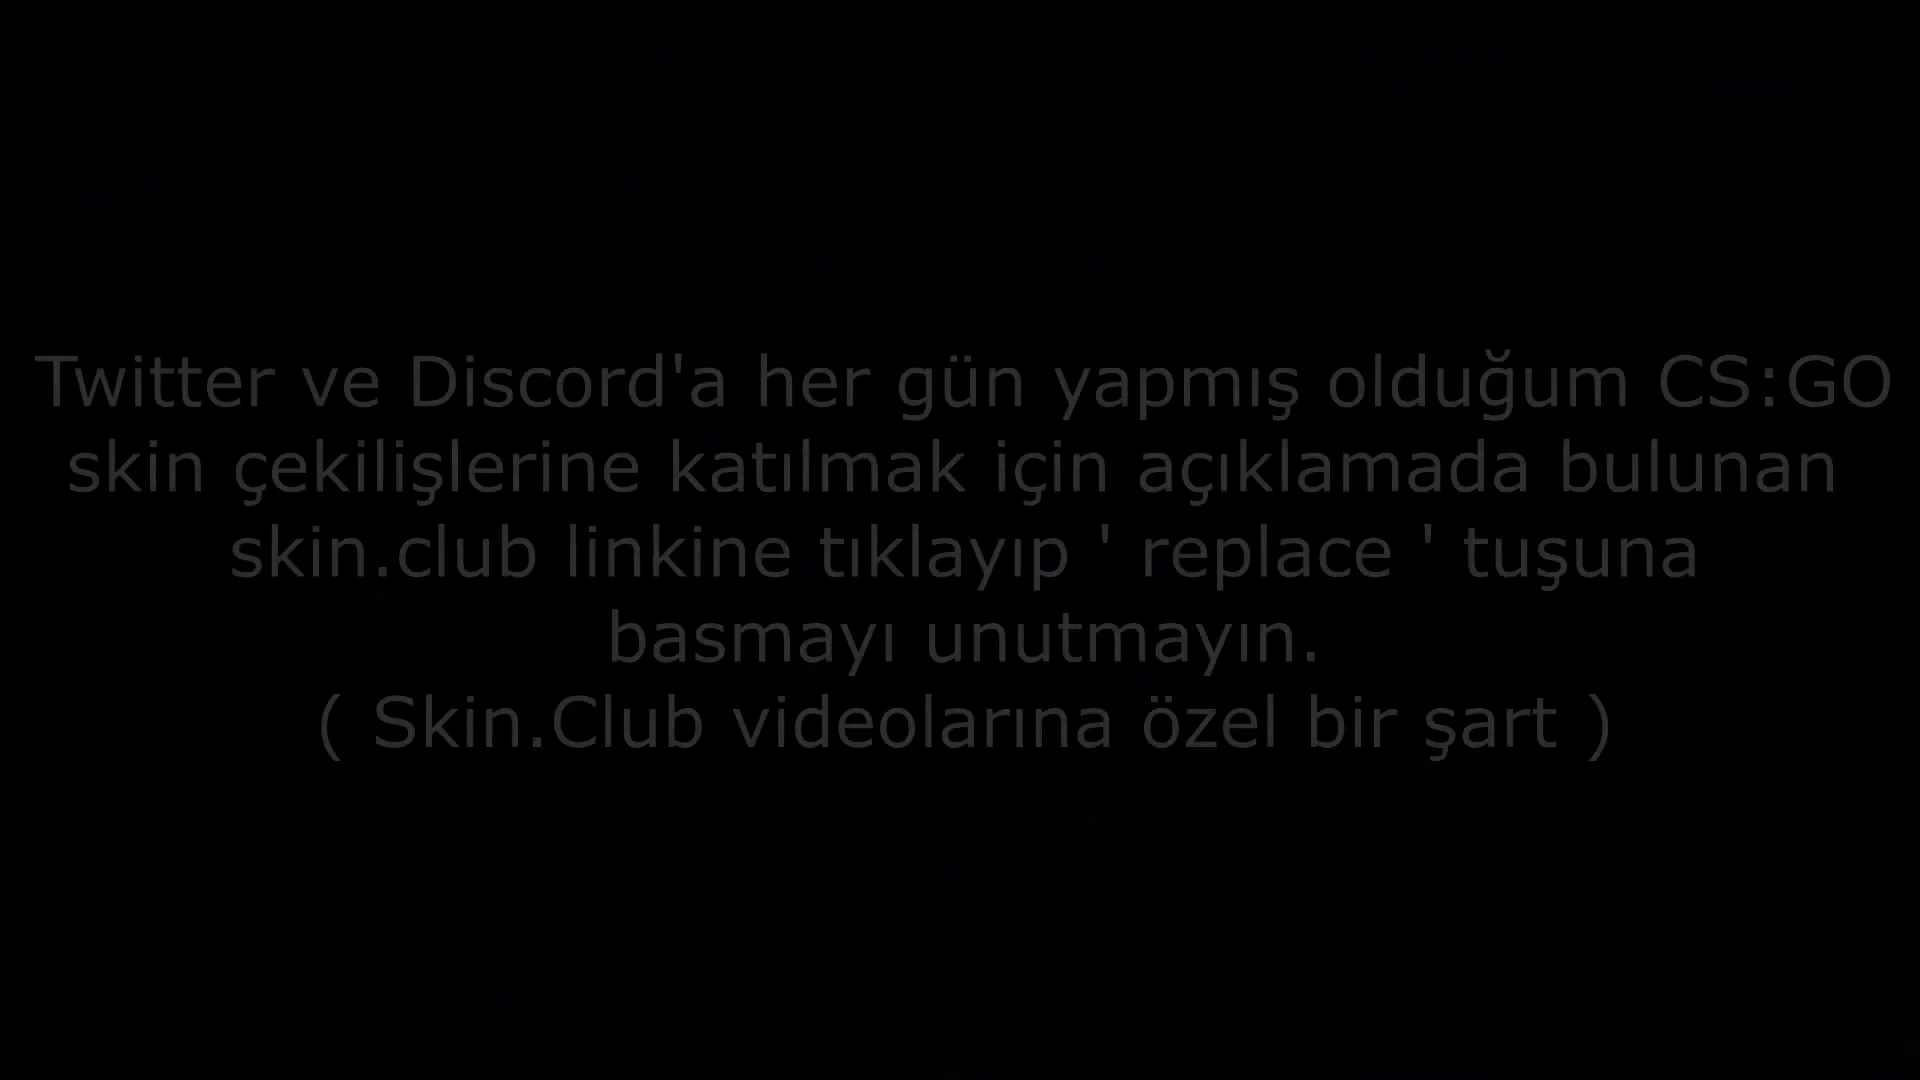 Twitter ve Discord'a her gün yapmış olduğum CS:GO
skin çekilişlerine katılmak için açıklamada bulunan
skin.club linkine tıklayıp ' replace ' tuşuna
basmayı unutmayın.
( Skin.Club videolarına özel bir şart )